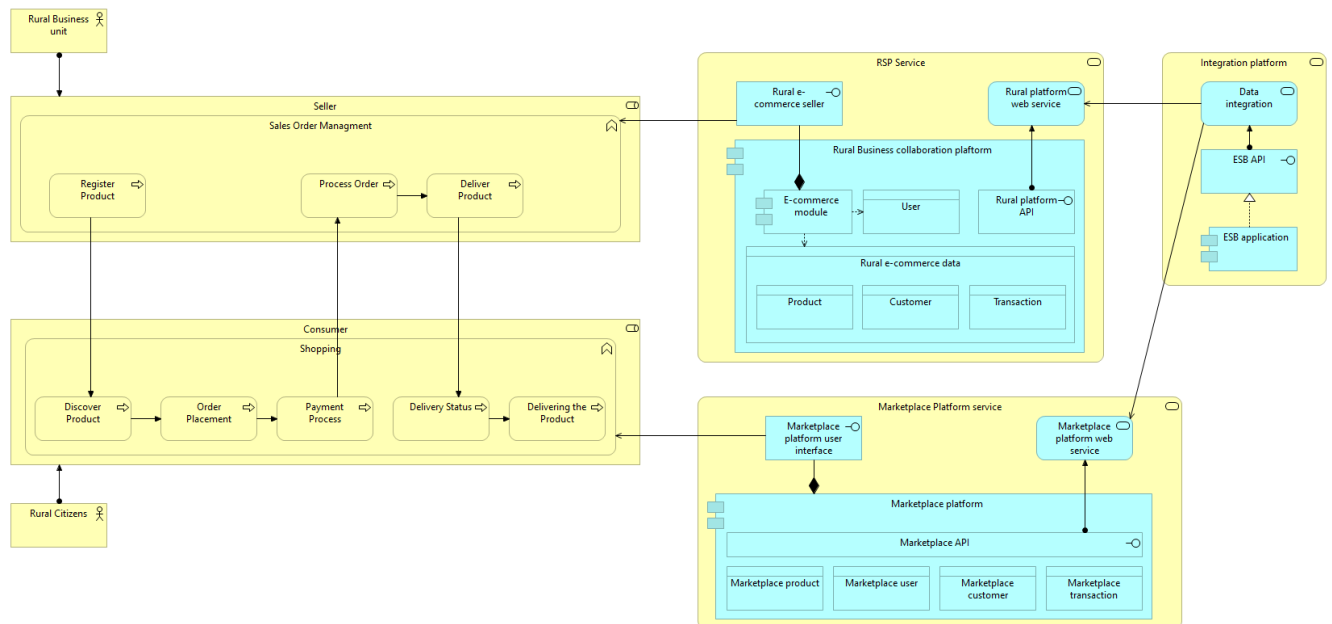 Rural Business
unit
Seller
Sales Order Managment
Register
Product
Process Order
Deliver
Product
Consumer
Shopping
Discover
Product
Order
Placement
Payment
Process
Delivery Status
Delivering the
Product
Rural Citizens
RSP Service
Rural e-
commerce seller
Rural platform
web service
Rural Business collaboration plaftorm
E-commerce
module
User
Rural platform
API
Rural e-commerce data
Product
Customer
Transaction
Integration platform
Data
integration
ESB API
ESB application
Marketplace Platform service
Marketplace
platform user
interface
Marketplace
platform web
service
Marketplace platform
Marketplace API
Marketplace product
Marketplace user
Marketplace
customer
Marketplace
transaction